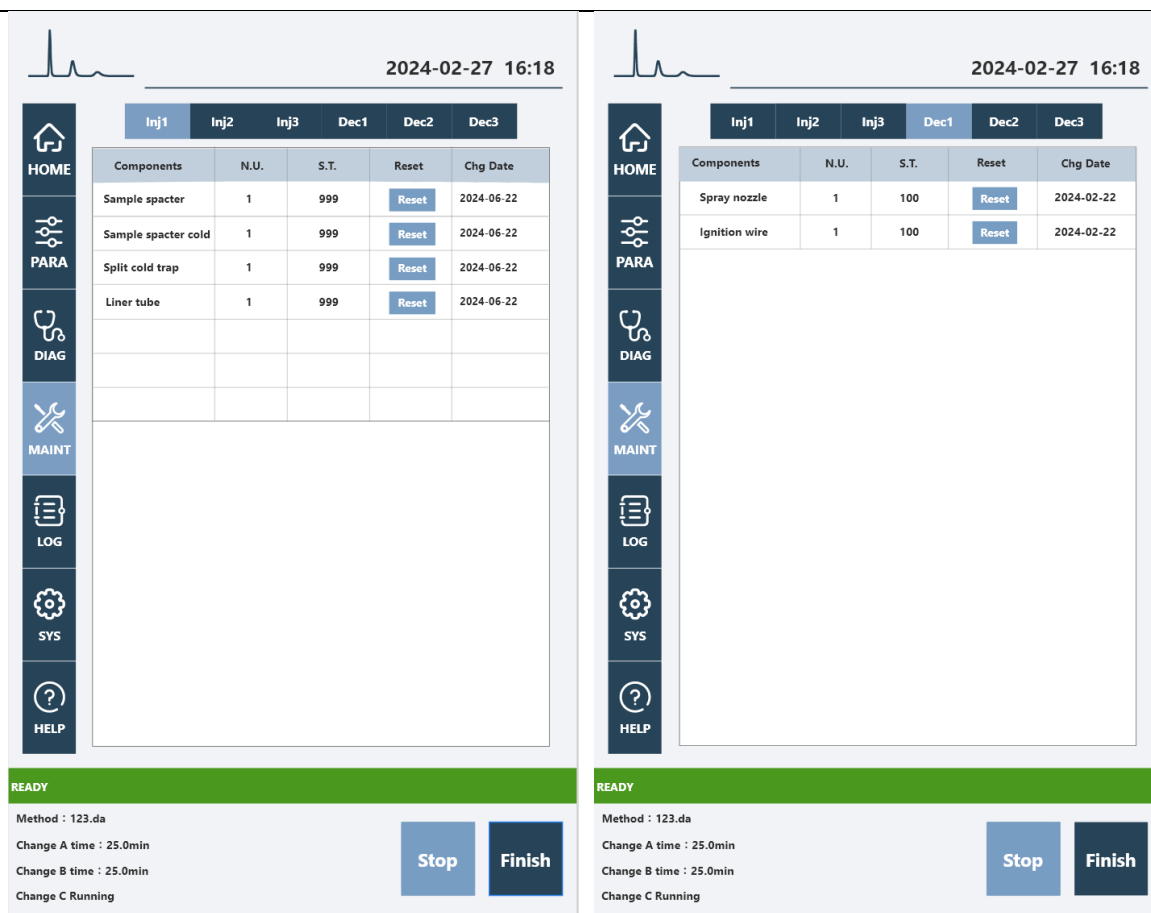 2024-02-27 16:18
Inj1 Inj2 Inj3 Dec1 Dec2 Dec3
HOME
PARA
DIAG
MAINT
LOG
SYS
HELP
Components N.U. S.T. Reset Chg Date
Sample spacter 1 999 Reset 2024-06-22
Sample spacter cold 1 999 Reset 2024-06-22
Split cold trap 1 999 Reset 2024-06-22
Liner tube 1 999 Reset 2024-06-22
READY
Method：123.da
Change A time：25.0min
Change B time：25.0min
Change C Running
Stop Finish
2024-02-27 16:18
Inj1 Inj2 Inj3 Dec1 Dec2 Dec3
HOME
PARA
DIAG
MAINT
LOG
SYS
HELP
Components N.U. S.T. Reset Chg Date
Spray nozzle 1 100 Reset 2024-02-22
Ignition wire 1 100 Reset 2024-02-22
READY
Method：123.da
Change A time：25.0min
Change B time：25.0min
Change C Running
Stop Finish